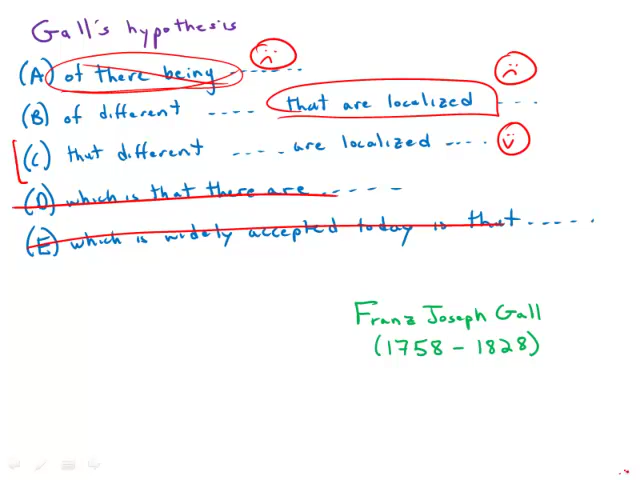 Gall's hypothesis
(A) of there being ......
(B) of different .... that are localized ...
(C) that different .... are localized ....
(D) which is that there are .....
(E) which is widely accepted today is that .....
Franz Joseph Gall
(1758 - 1828)